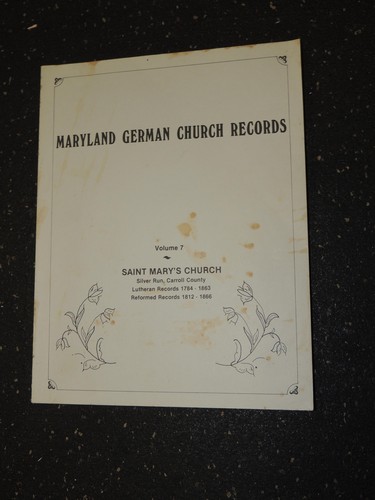 MARYLAND GERMAN CHURCH RECORDS
Volume 7
SAINT MARY'S CHURCH
Silver Run, Carroll County
Lutheran Records 1784 - 1863
Reformed Records 1812 - 1866